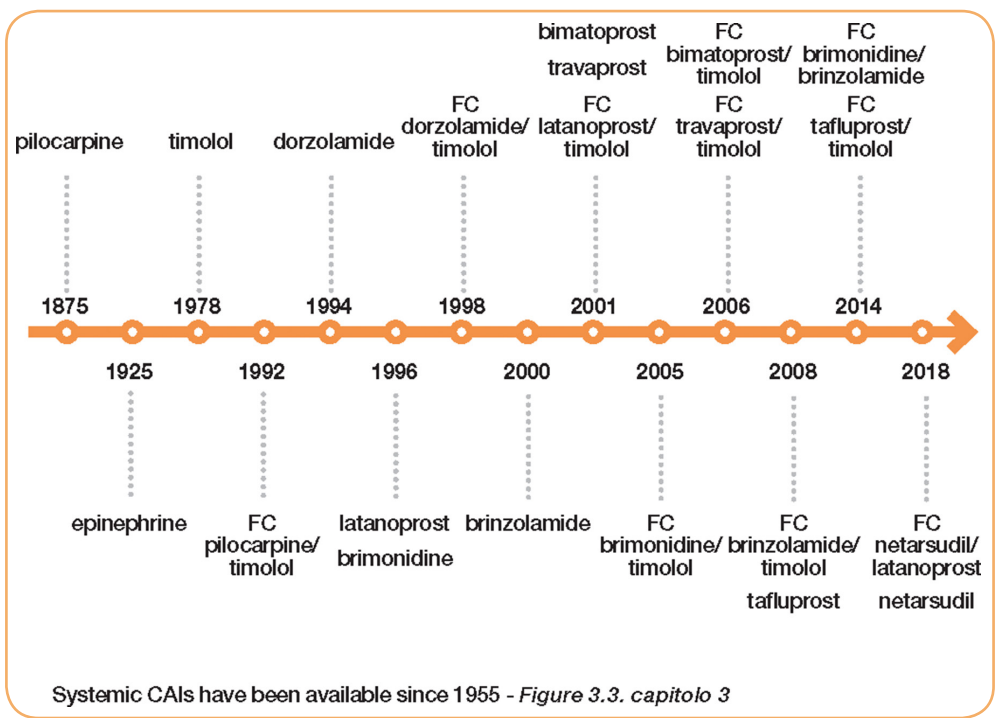 bimatoprost
travaprost
FC
bimatoprost/
timolol
FC
brimonidine/
brinzolamide
pilocarpine
timolol
dorzolamide
FC
dorzolamide/
timolol
FC
latanoprost/
timolol
FC
travaprost/
timolol
FC
tafluprost/
timolol
1875
1978
1994
1998
2001
2006
2014
1925
1992
1996
2000
2005
2008
2018
epinephrine
FC
pilocarpine/
timolol
latanoprost
brimonidine
brinzolamide
FC
brimonidine/
timolol
FC
brinzolamide/
timolol
tafluprost
FC
netarsudil/
latanoprost
netarsudil
Systemic CAIs have been available since 1955 - Figure 3.3. capitolo 3